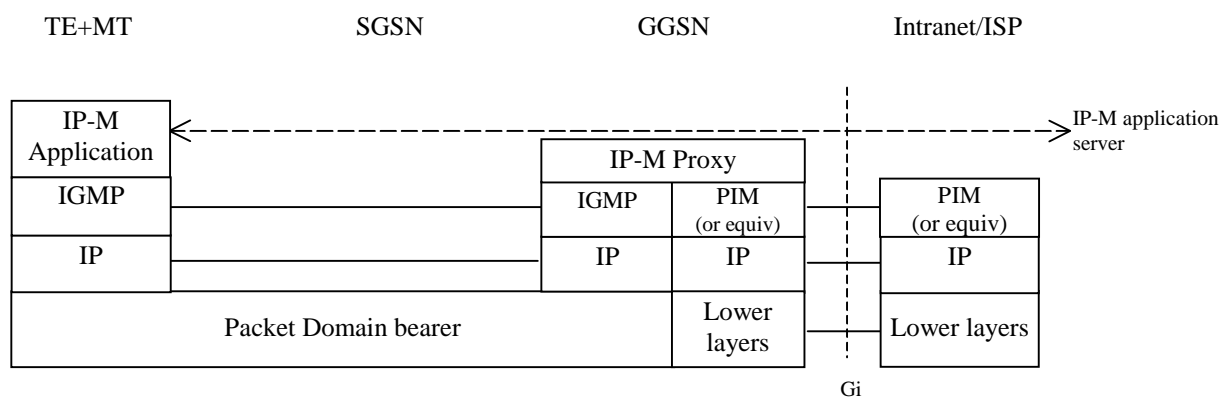 TE+MT
SGSN
GGSN
Intranet/ISP
IP-M
Application
IP-M application
server
IP-M Proxy
IGMP
IGMP
PIM
(or equiv)
PIM
(or equiv)
IP
IP
IP
IP
Packet Domain bearer
Lower
layers
Lower layers
Gi